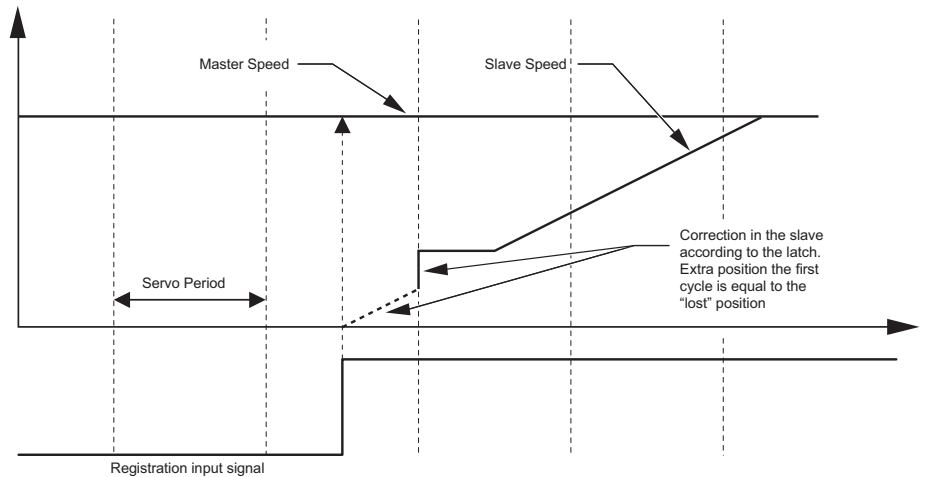 Master Speed
Slave Speed
Correction in the slave
according to the latch.
Extra position the first
cycle is equal to the
“lost” position
Servo Period
Registration input signal